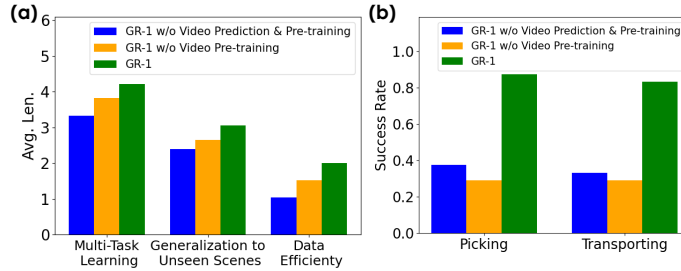 (a)
6
5
4
3
2
1
0
Avg. Len.
GR-1 w/o Video Prediction & Pre-training
GR-1 w/o Video Pre-training
GR-1
Multi-Task
Learning
Generalization to
Unseen Scenes
Data
Efficiency
(b)
1.0
0.8
0.6
0.4
0.2
0.0
Success Rate
GR-1 w/o Video Prediction & Pre-training
GR-1 w/o Video Pre-training
GR-1
Picking
Transporting